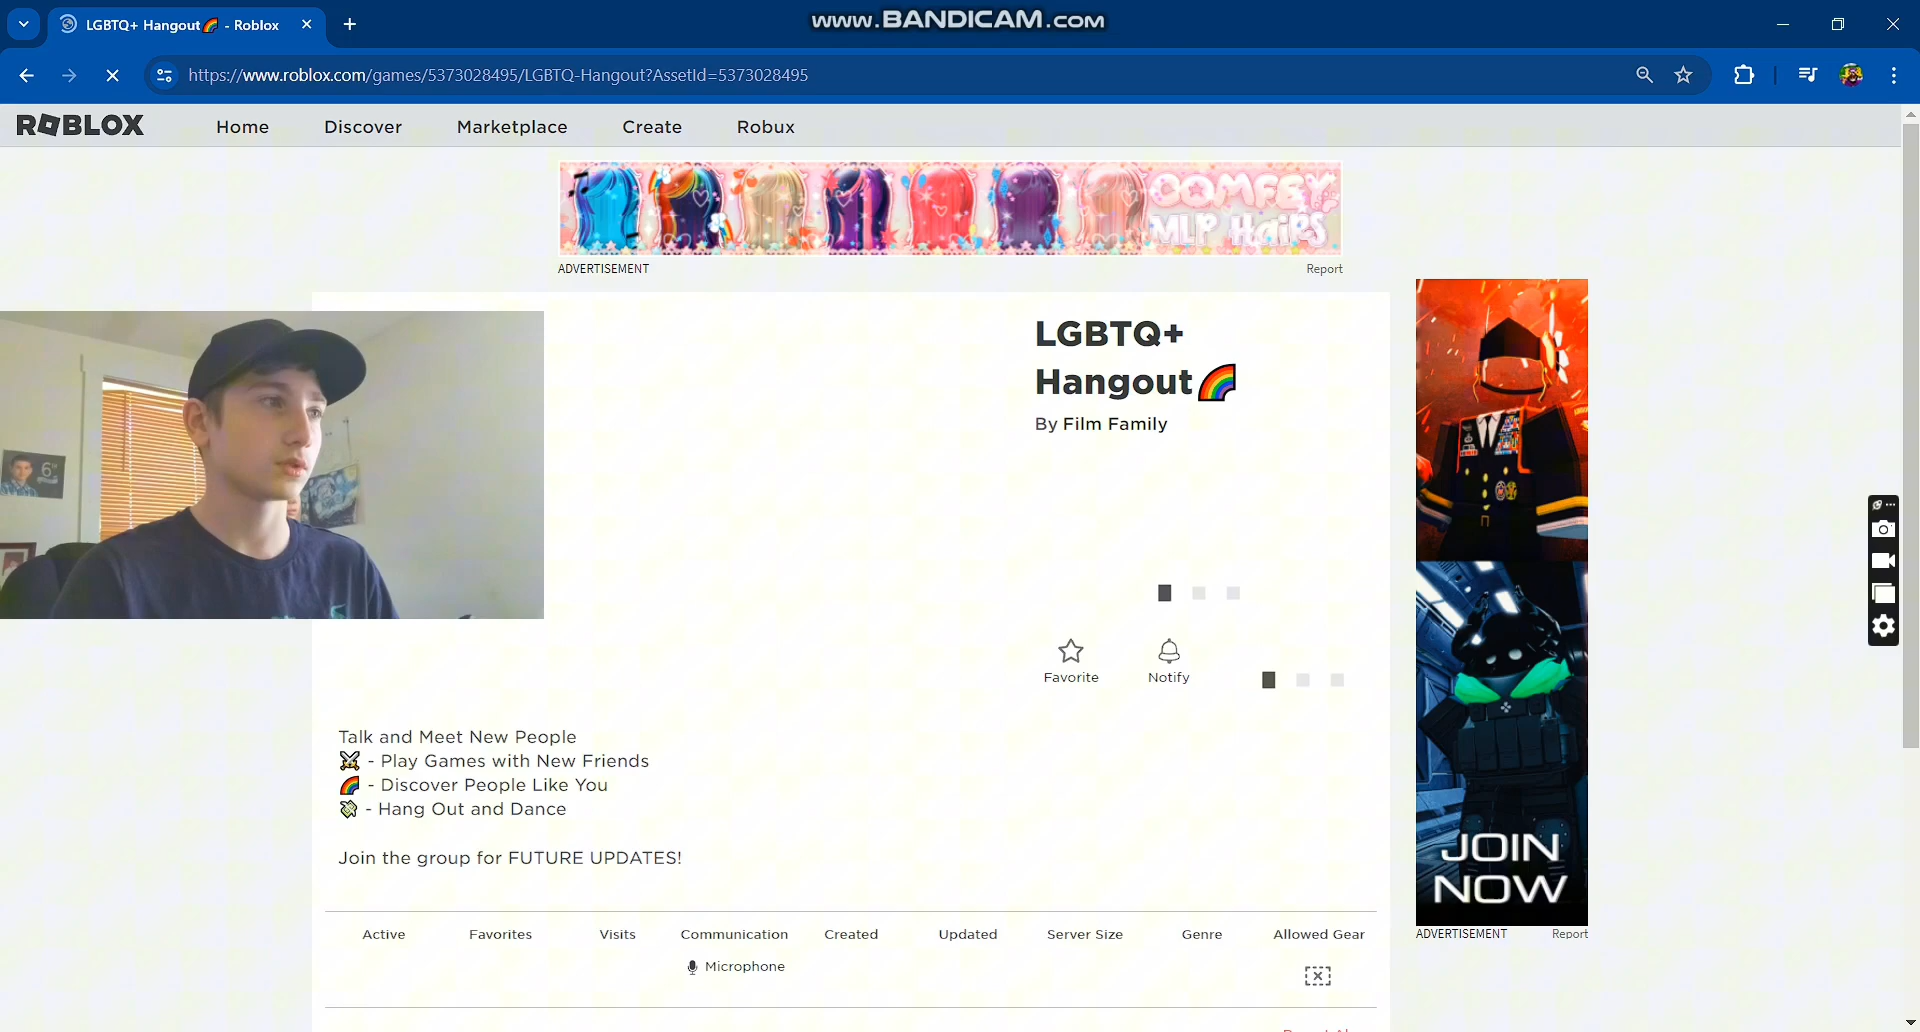 LGBTQ+ Hangout🌈 - Roblox
www.BANDICAM.com
https://www.roblox.com/games/5373028495/LGBTQ-Hangout?AssetId=5373028495
ROBLOX
Home
Discover
Marketplace
Create
Robux
COMFEY
MLP HaiRS
ADVERTISEMENT
Report
LGBTQ+
Hangout🌈
By Film Family
6
Favorite
Notify
Talk and Meet New People
⚔️ - Play Games with New Friends
🌈 - Discover People Like You
💸 - Hang Out and Dance
Join the group for FUTURE UPDATES!
JOIN
NOW
ADVERTISEMENT
Report
Active
Favorites
Visits
Communication
Created
Updated
Server Size
Genre
Allowed Gear
Microphone